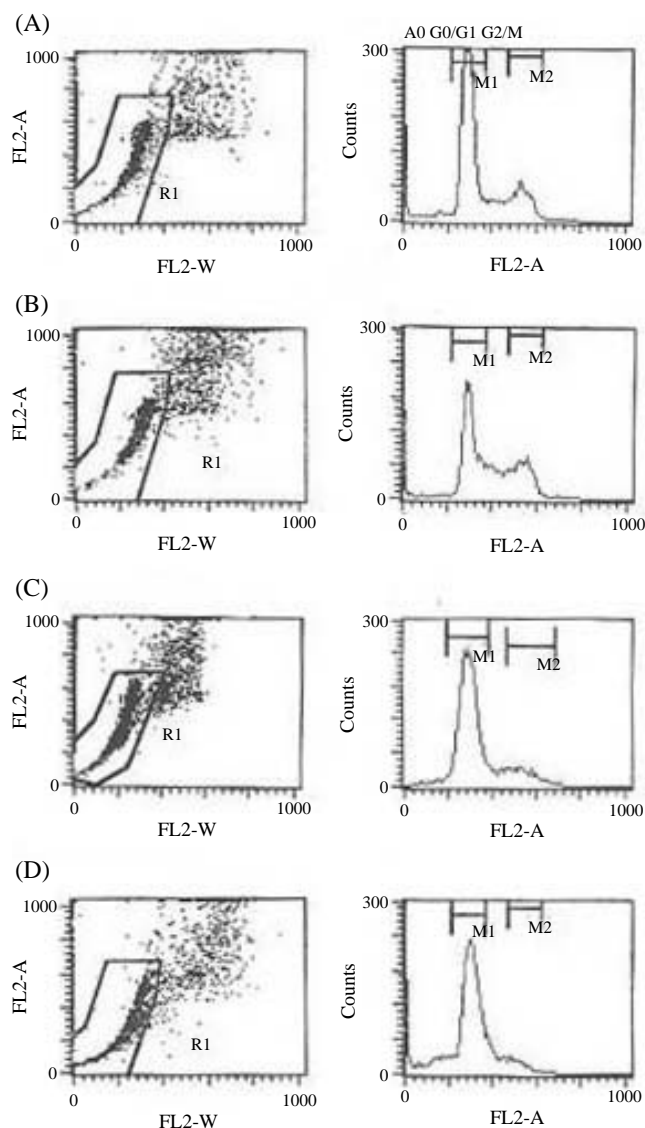 (A)
A0 G0/G1 G2/M
1000
FL2-A
0
R1
0
1000
FL2-W
300
Counts
0
M1
M2
0
1000
FL2-A
(B)
1000
FL2-A
0
R1
0
1000
FL2-W
300
Counts
0
M1
M2
0
1000
FL2-A
(C)
1000
FL2-A
0
R1
0
1000
FL2-W
300
Counts
0
M1
M2
0
1000
FL2-A
(D)
1000
FL2-A
0
R1
0
1000
FL2-W
300
Counts
0
M1
M2
0
1000
FL2-A